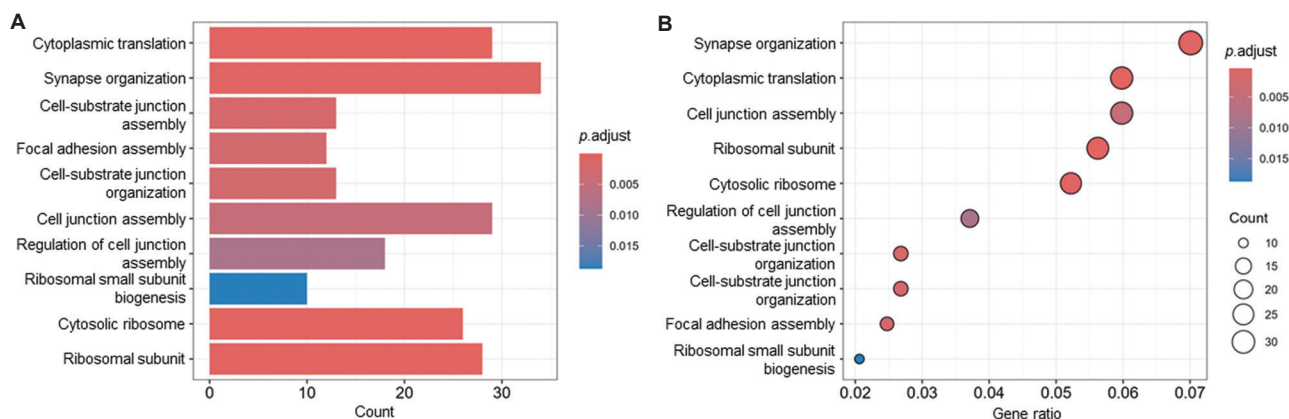 A
Cytoplasmic translation
Synapse organization
Cell-substrate junction
assembly
Focal adhesion assembly
Cell-substrate junction
organization
Cell junction assembly
Regulation of cell junction
assembly
Ribosomal small subunit
biogenesis
Cytosolic ribosome
Ribosomal subunit
0 10 20 30
Count
p.adjust
0.005
0.010
0.015
B
Synapse organization
Cytoplasmic translation
Cell junction assembly
Ribosomal subunit
Cytosolic ribosome
Regulation of cell junction
assembly
Cell-substrate junction
organization
Cell-substrate junction
organization
Focal adhesion assembly
Ribosomal small subunit
biogenesis
0.02 0.03 0.04 0.05 0.06 0.07
Gene ratio
p.adjust
0.005
0.010
0.015
Count
10
15
20
25
30